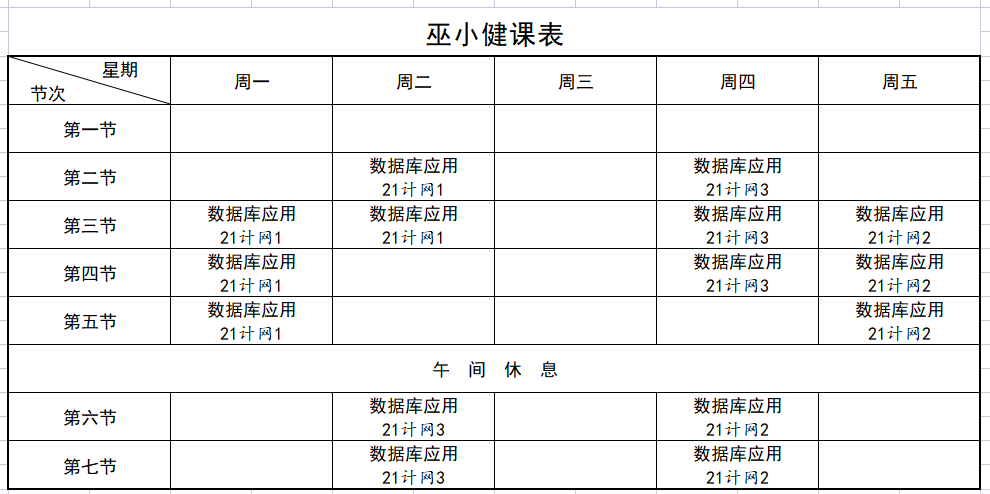 巫小健课表
星期
节次
周一
周二
周三
周四
周五
第一节
第二节
数据库应用
21计网1
数据库应用
21计网3
第三节
数据库应用
21计网1
数据库应用
21计网1
数据库应用
21计网3
数据库应用
21计网2
第四节
数据库应用
21计网1
数据库应用
21计网3
数据库应用
21计网2
第五节
数据库应用
21计网1
数据库应用
21计网2
午 间 休 息
第六节
数据库应用
21计网3
数据库应用
21计网2
第七节
数据库应用
21计网3
数据库应用
21计网2